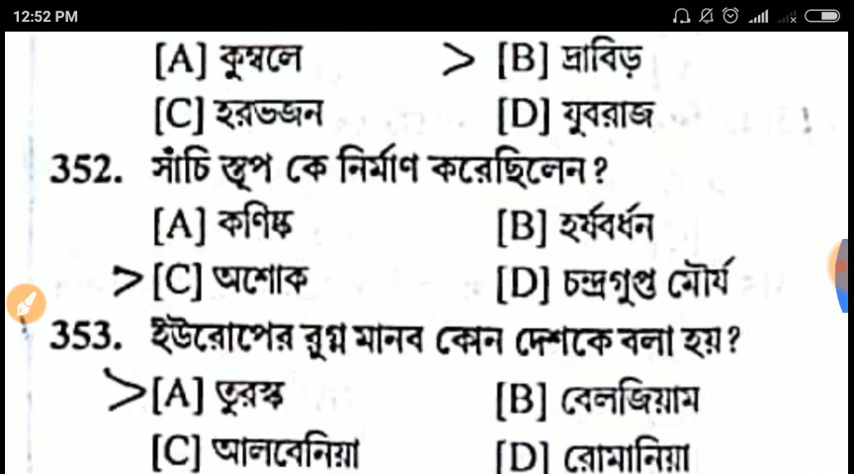 12:52 PM
[A] কুম্বলে > [B] দ্রাবিড়
[C] হরভজন [D] যুবরাজ
352. সাঁচি স্তূপ কে নির্মাণ করেছিলেন?
[A] কণিষ্ক [B] হর্ষবর্ধন
> [C] অশোক [D] চন্দ্রগুপ্ত মৌর্য
353. ইউরোপের রুগ্ন মানব কোন দেশকে বলা হয়?
> [A] তুরস্ক [B] বেলজিয়াম
[C] আলবেনিয়া [D] রোমানিয়া